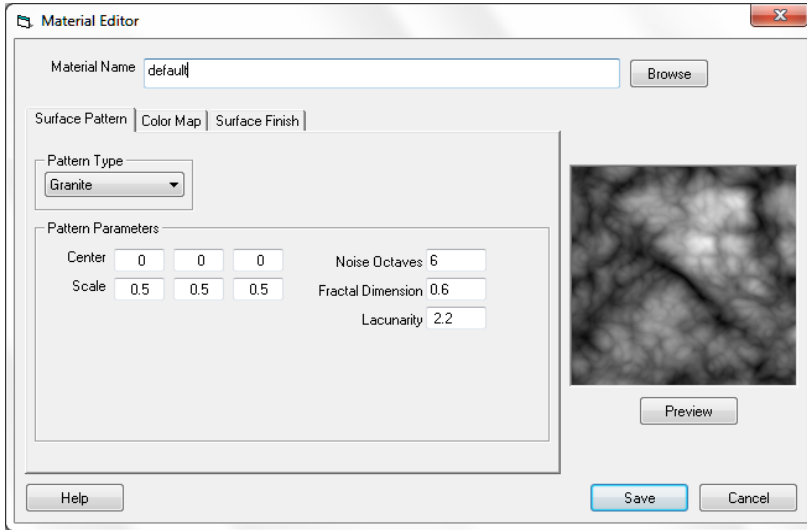 Material Editor
Material Name default Browse
Surface Pattern Color Map Surface Finish
Pattern Type
Granite
Pattern Parameters
Center 0 0 0 Noise Octaves 6
Scale 0.5 0.5 0.5 Fractal Dimension 0.6
Lacunarity 2.2
Preview
Help Save Cancel